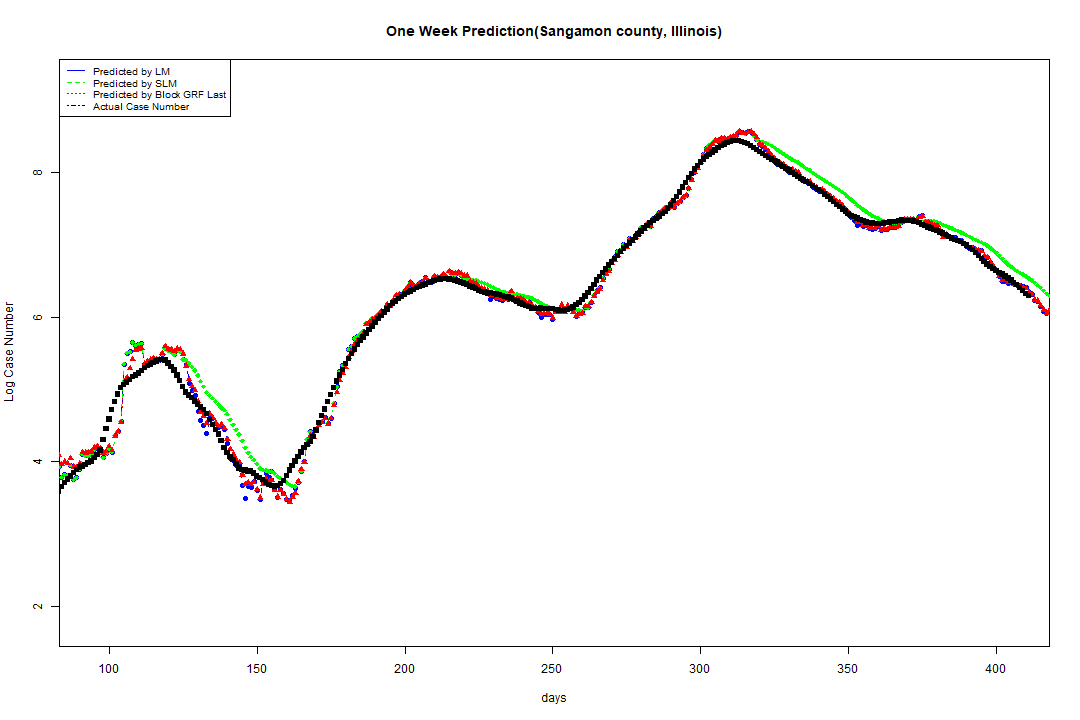 One Week Prediction(Sangamon county, Illinois)
Predicted by LM
Predicted by SLM
Predicted by Block GRF Last
Actual Case Number
Log Case Number
8
6
4
2
100 150 200 250 300 350 400
days